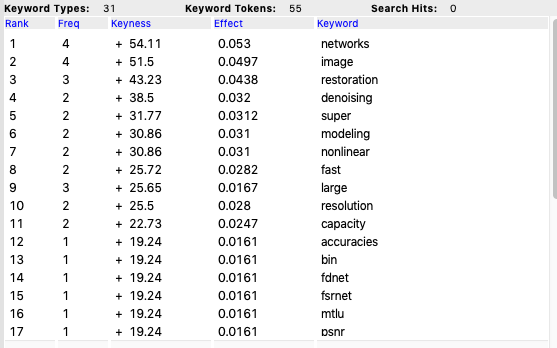 Keyword Types: 31 Keyword Tokens: 55 Search Hits: 0
Rank Freq Keyness Effect Keyword
1 4 + 54.11 0.053 networks
2 4 + 51.5 0.0497 image
3 3 + 43.23 0.0438 restoration
4 2 + 38.5 0.032 denoising
5 2 + 31.77 0.0312 super
6 2 + 30.86 0.031 modeling
7 2 + 30.86 0.031 nonlinear
8 2 + 25.72 0.0282 fast
9 3 + 25.65 0.0167 large
10 2 + 25.5 0.028 resolution
11 2 + 22.73 0.0247 capacity
12 1 + 19.24 0.0161 accuracies
13 1 + 19.24 0.0161 bin
14 1 + 19.24 0.0161 fdnet
15 1 + 19.24 0.0161 fsrnet
16 1 + 19.24 0.0161 mtlu
17 1 + 19.24 0.0161 psnr